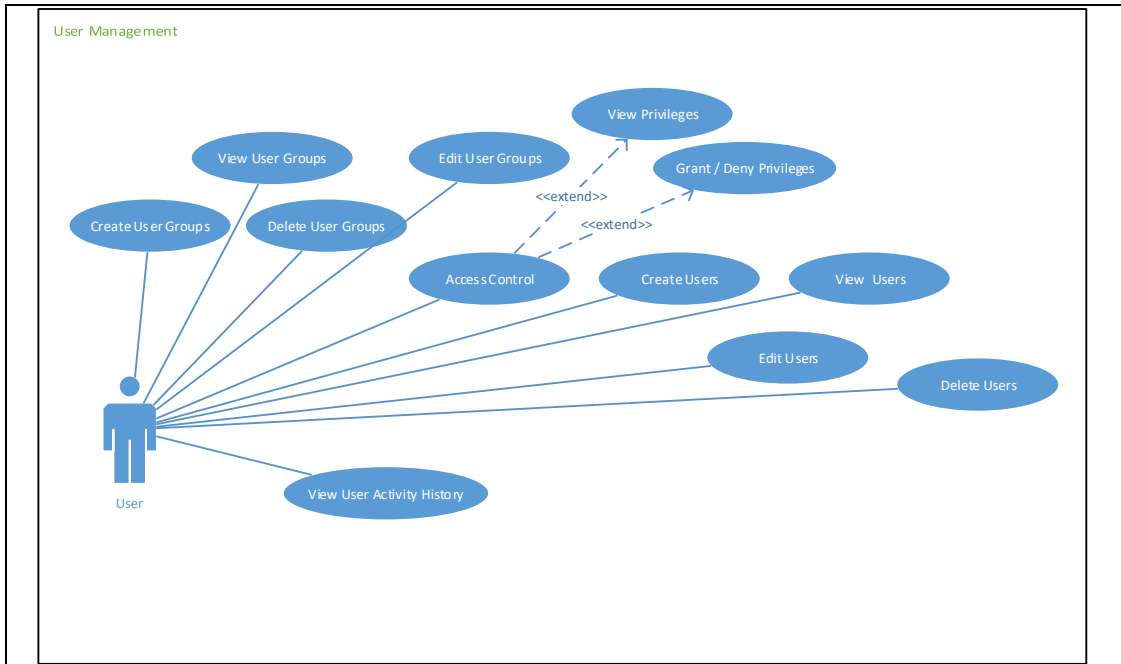 User Management
View Privileges
View User Groups
Edit User Groups
Grant / Deny Privileges
<<extend>>
Create User Groups
Delete User Groups
<<extend>>
Access Control
Create Users
View Users
Edit Users
Delete Users
View User Activity History
User